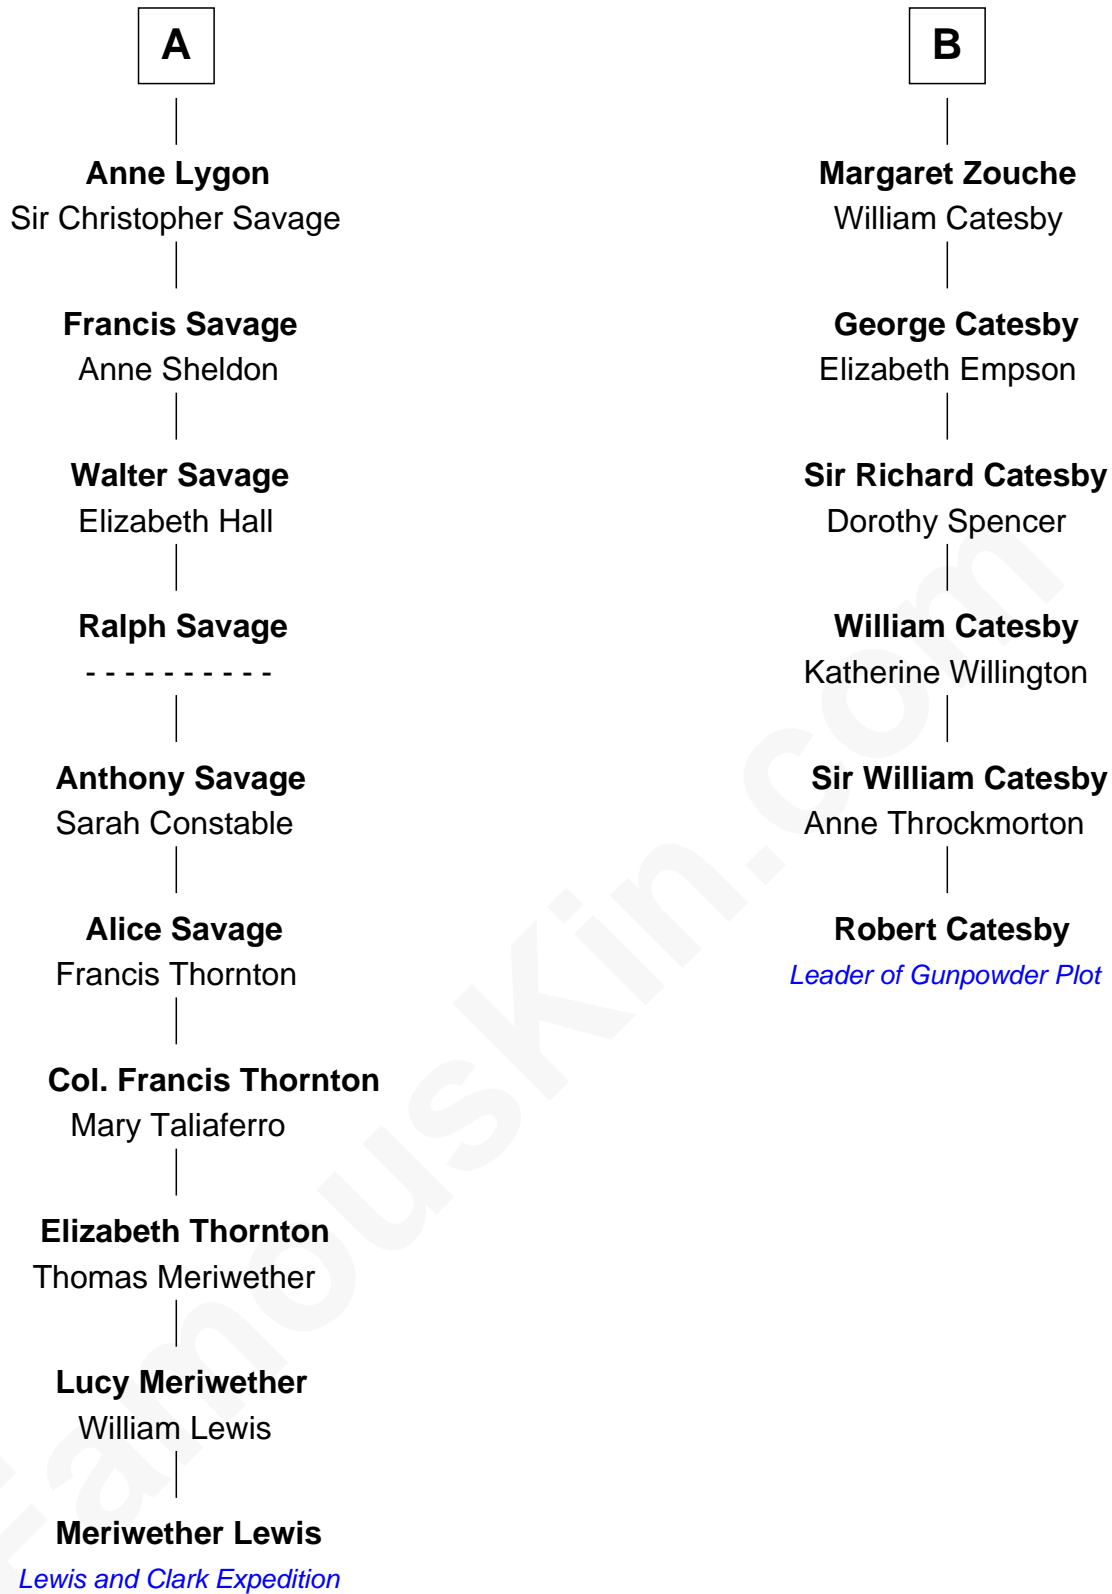 A
Anne Lygon
Sir Christopher Savage
Francis Savage
Anne Sheldon
Walter Savage
Elizabeth Hall
Ralph Savage
- - - - - - - - - -
Anthony Savage
Sarah Constable
Alice Savage
Francis Thornton
Col. Francis Thornton
Mary Taliaferro
Elizabeth Thornton
Thomas Meriwether
Lucy Meriwether
William Lewis
Meriwether Lewis
Lewis and Clark Expedition
B
Margaret Zouche
William Catesby
George Catesby
Elizabeth Empson
Sir Richard Catesby
Dorothy Spencer
William Catesby
Katherine Willington
Sir William Catesby
Anne Throckmorton
Robert Catesby
Leader of Gunpowder Plot
FamousKin.com